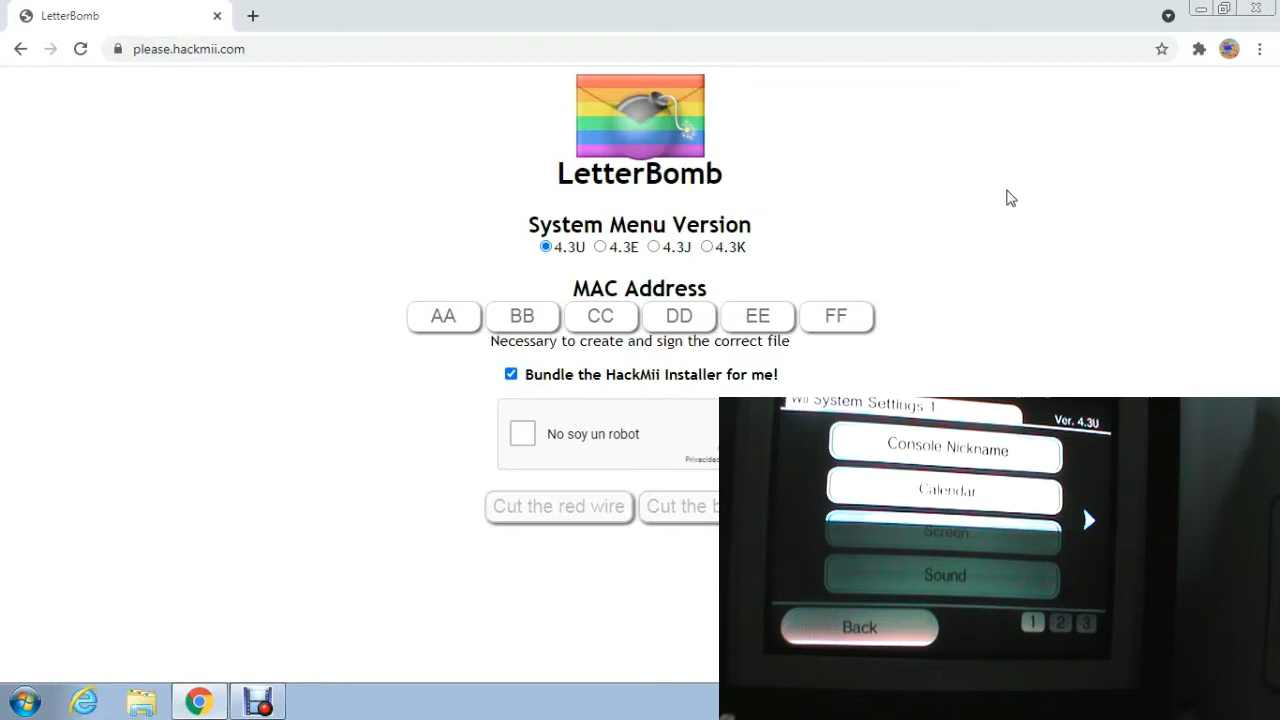 LetterBomb
please.hackmii.com
LetterBomb
System Menu Version
4.3U 4.3E 4.3J 4.3K
MAC Address
AA BB CC DD EE FF
Necessary to create and sign the correct file
Bundle the HackMii Installer for me!
No soy un robot
Privacidad
Cut the red wire Cut the b
Wii System Settings 1
Ver. 4.3U
Console Nickname
Calendar
Screen
Sound
Back
1 2 3